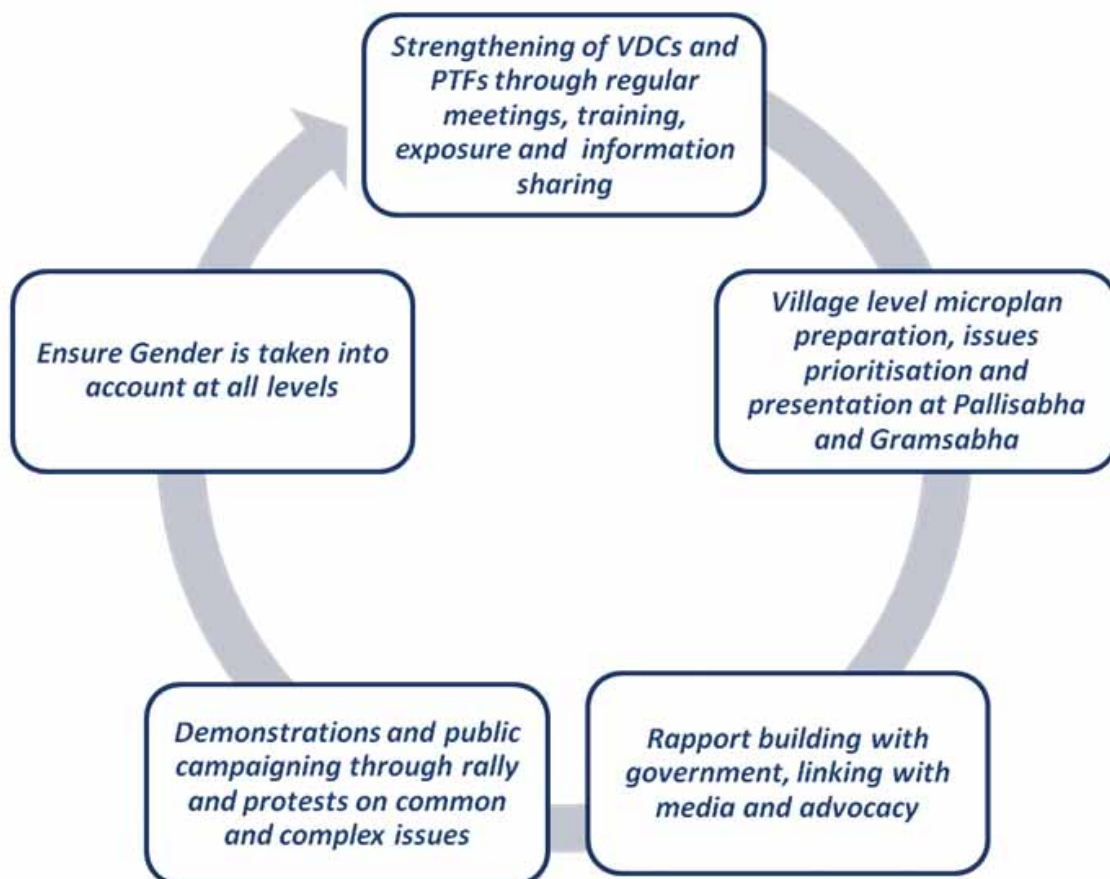 Strengthening of VDCs and
PTFs through regular
meetings, training,
exposure and information
sharing
Village level microplan
preparation, issues
prioritisation and
presentation at Pallisabha
and Gramsabha
Rapport building with
government, linking with
media and advocacy
Demonstrations and public
campaigning through rally
and protests on common
and complex issues
Ensure Gender is taken into
account at all levels